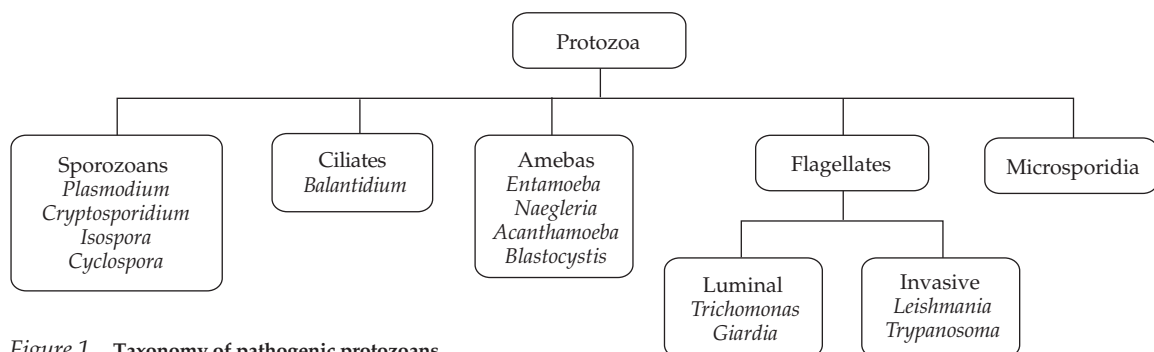 Protozoa
Sporozoans
Plasmodium
Cryptosporidium
Isospora
Cyclospora
Ciliates
Balantidium
Amebas
Entamoeba
Naegleria
Acanthamoeba
Blastocystis
Flagellates
Microsporidia
Luminal
Trichomonas
Giardia
Invasive
Leishmania
Trypanosoma
Figure 1 Taxonomy of pathogenic protozoans